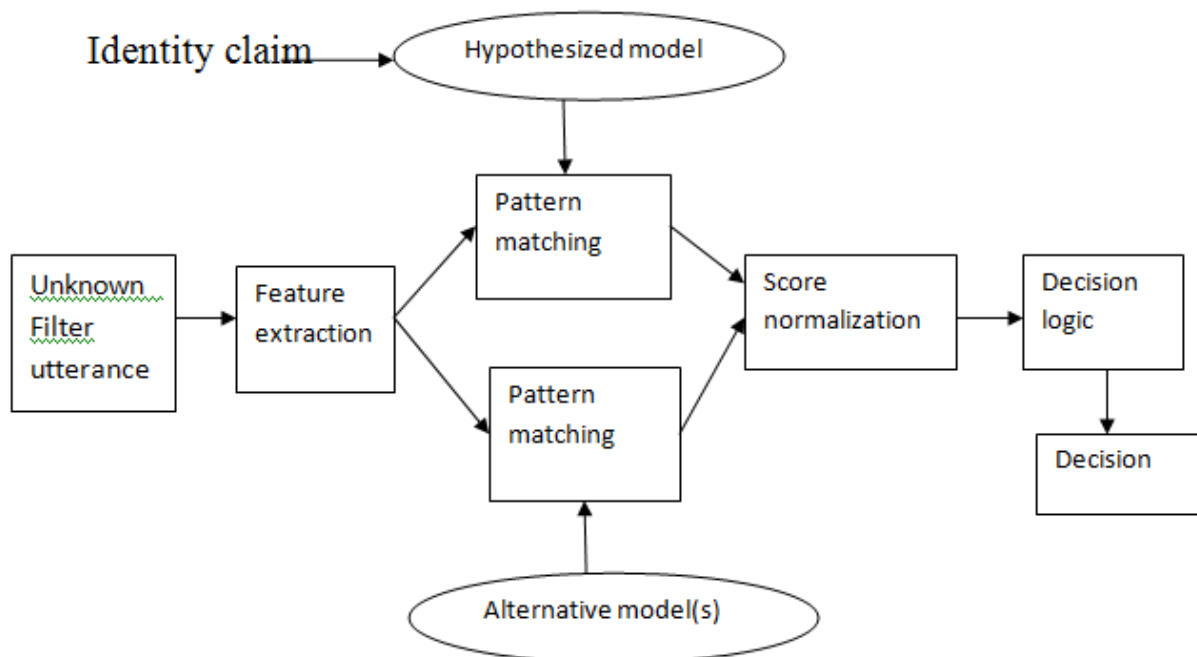 Identity claim
Hypothesized model
Pattern
matching
Unknown
Filter
utterance
Feature
extraction
Score
normalization
Decision
logic
Pattern
matching
Decision
Alternative model(s)